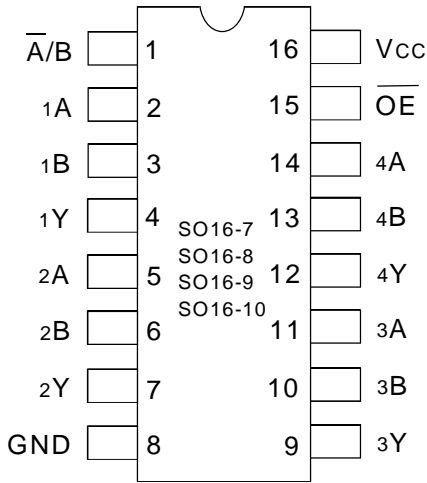 A̅/B 1 16 Vcc
1A 2 15 O̅E̅
1B 3 14 4A
1Y 4 13 4B
SO16-7
SO16-8
2A 5 12 4Y
SO16-9
SO16-10
2B 6 11 3A
2Y 7 10 3B
GND 8 9 3Y